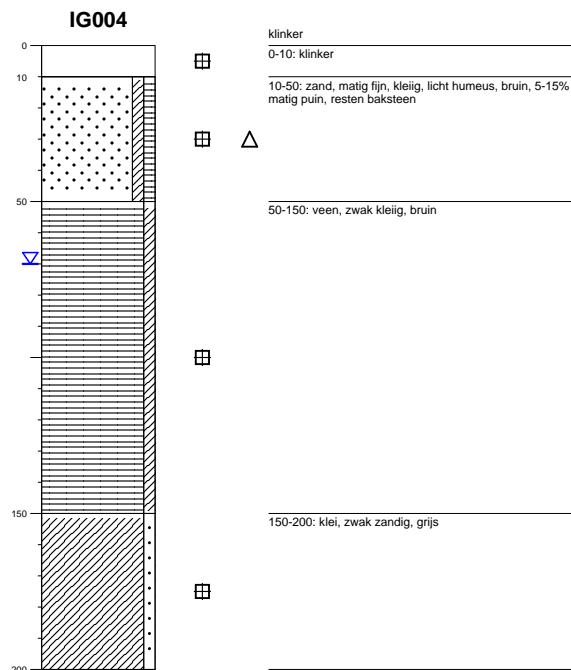 IG004
klinker
0
0-10: klinker
10
10-50: zand, matig fijn, kleiig, licht humeus, bruin, 5-15%
matig puin, resten baksteen
50
50-150: veen, zwak kleiig, bruin
150
150-200: klei, zwak zandig, grijs
200